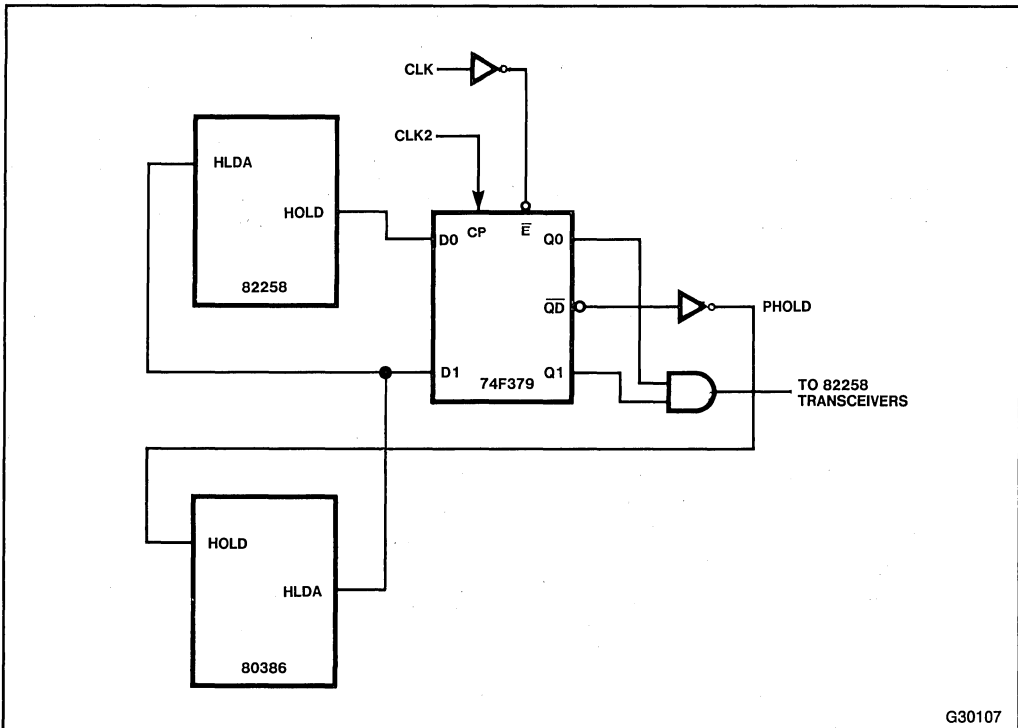 CLK
CLK2
HLDA
HOLD
82258
D0
CP
E̅
Q0
Q̅D̅
PHOLD
D1
74F379
Q1
TO 82258
TRANSCEIVERS
HOLD
HLDA
80386
G30107